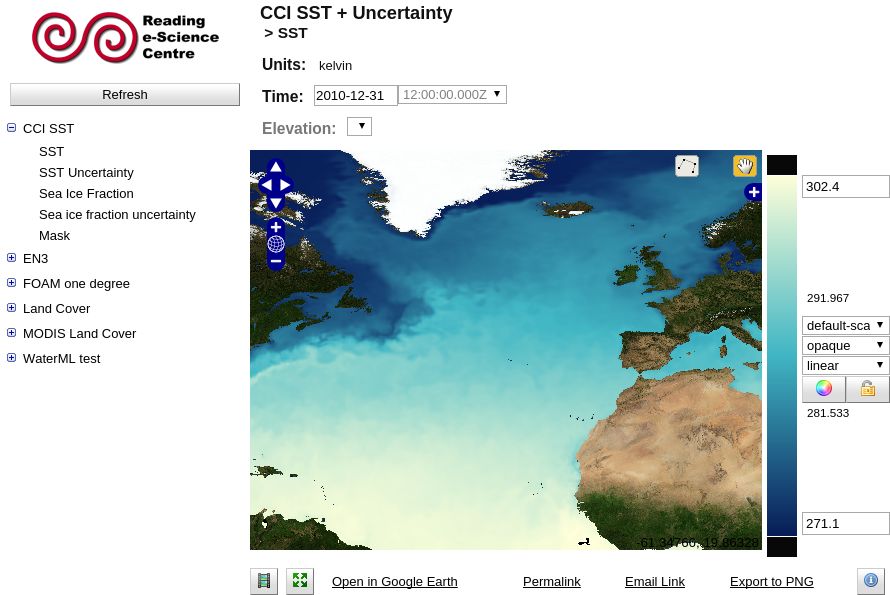 Reading
e-Science
Centre
Refresh
CCI SST
SST
SST Uncertainty
Sea Ice Fraction
Sea ice fraction uncertainty
Mask
EN3
FOAM one degree
Land Cover
MODIS Land Cover
WaterML test
CCI SST + Uncertainty
> SST
Units: kelvin
Time: 2010-12-31 12:00:00.000Z
Elevation:
302.4
291.967
default-sca
opaque
linear
281.533
271.1
-61.34766, 19.86328
Open in Google Earth Permalink Email Link Export to PNG